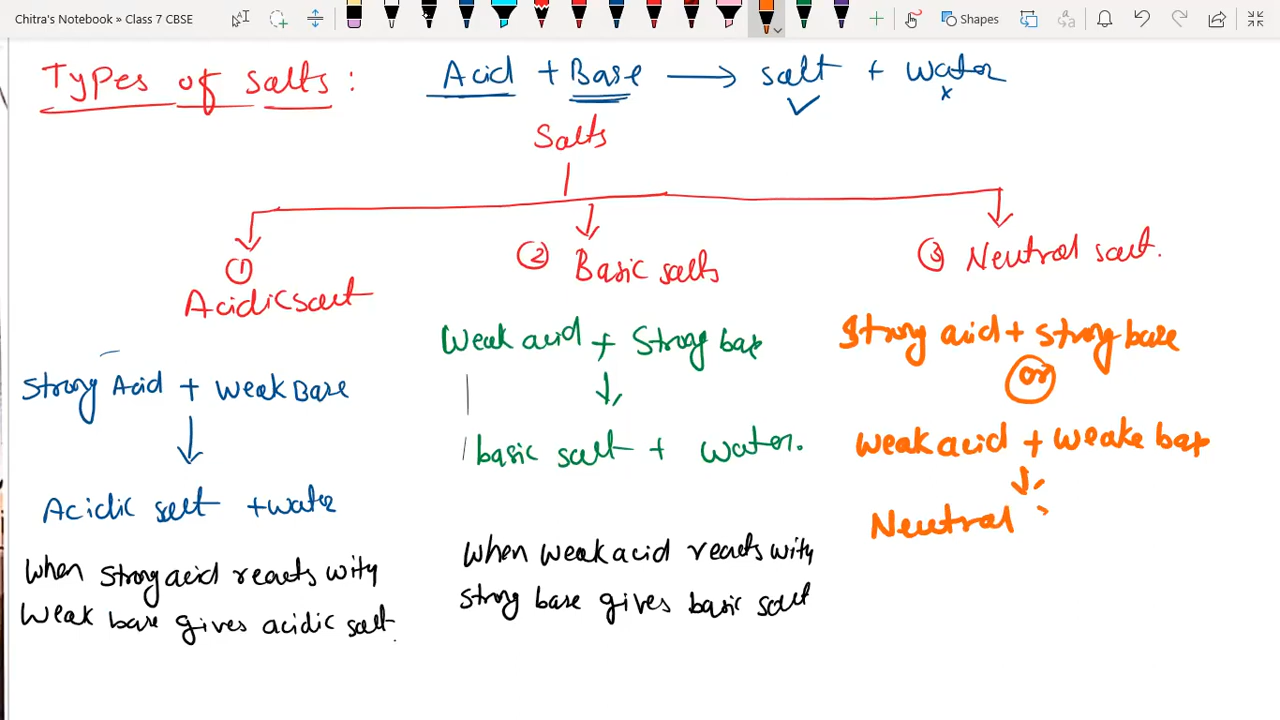 Chitra's Notebook » Class 7 CBSE
Shapes
Types of salts : Acid + Base → salt + water
x ✓
Salts
① Acidic salt
② Basic salts
③ Neutral salt.
Strong Acid + Weak Base
↓
Acidic salt + water
When strong acid reacts with
Weak base gives acidic salt.
Weak acid + Strong base
↓
basic salt + water.
When weak acid reacts with
strong base gives basic salt
Strong acid + strong base
or
Weak acid + Weake base
↓
Neutral